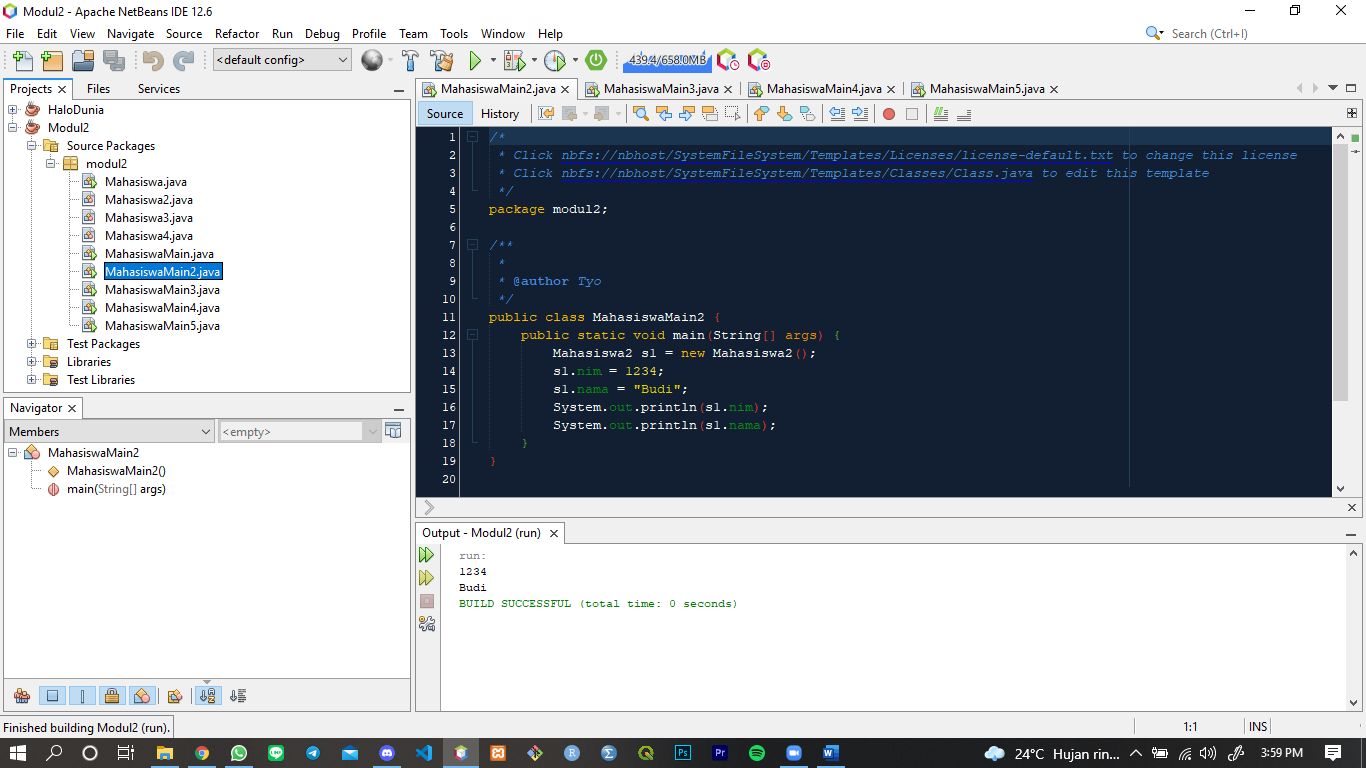 Modul2 - Apache NetBeans IDE 12.6
File Edit View Navigate Source Refactor Run Debug Profile Team Tools Window Help
Search (Ctrl+I)
<default config>
439.4/658.0MB
Projects Files Services
HaloDunia
Modul2
Source Packages
modul2
Mahasiswa.java
Mahasiswa2.java
Mahasiswa3.java
Mahasiswa4.java
MahasiswaMain.java
MahasiswaMain2.java
MahasiswaMain3.java
MahasiswaMain4.java
MahasiswaMain5.java
Test Packages
Libraries
Test Libraries
Navigator
Members <empty>
MahasiswaMain2
MahasiswaMain2()
main(String[] args)
MahasiswaMain2.java MahasiswaMain3.java MahasiswaMain4.java MahasiswaMain5.java
Source History
1 /*
2 * Click nbfs://nbhost/SystemFileSystem/Templates/Licenses/license-default.txt to change this license
3 * Click nbfs://nbhost/SystemFileSystem/Templates/Classes/Class.java to edit this template
4 */
5 package modul2;
6
7 /**
8 *
9 * @author Tyo
10 */
11 public class MahasiswaMain2 {
12 public static void main(String[] args) {
13 Mahasiswa2 s1 = new Mahasiswa2();
14 s1.nim = 1234;
15 s1.nama = "Budi";
16 System.out.println(s1.nim);
17 System.out.println(s1.nama);
18 }
19 }
20
Output - Modul2 (run)
run:
1234
Budi
BUILD SUCCESSFUL (total time: 0 seconds)
Finished building Modul2 (run).
1:1 INS
24°C Hujan rin... 3:59 PM